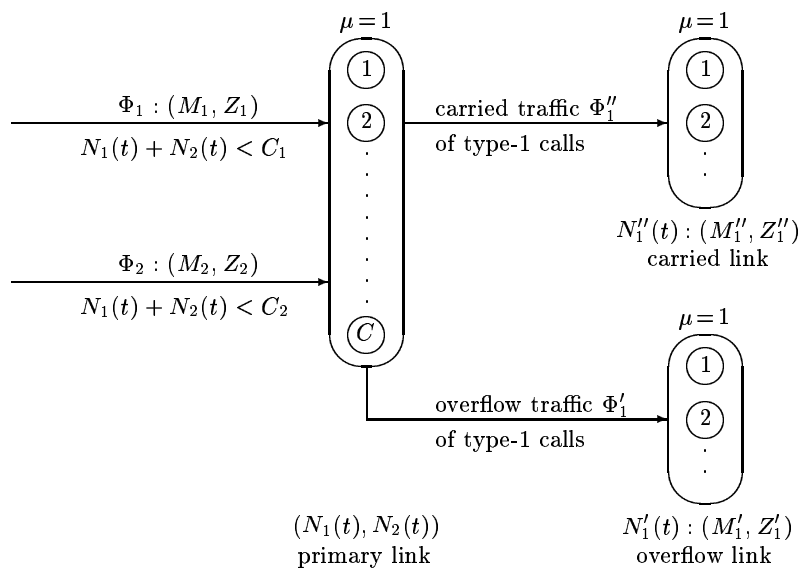 μ = 1
1
2
C
Φ₁ : (M₁, Z₁)
N₁(t) + N₂(t) < C₁
Φ₂ : (M₂, Z₂)
N₁(t) + N₂(t) < C₂
carried traffic Φ₁″
of type-1 calls
μ = 1
1
2
N₁″(t) : (M₁″, Z₁″)
carried link
overflow traffic Φ₁′
of type-1 calls
μ = 1
1
2
(N₁(t), N₂(t))
primary link
N₁′(t) : (M₁′, Z₁′)
overflow link